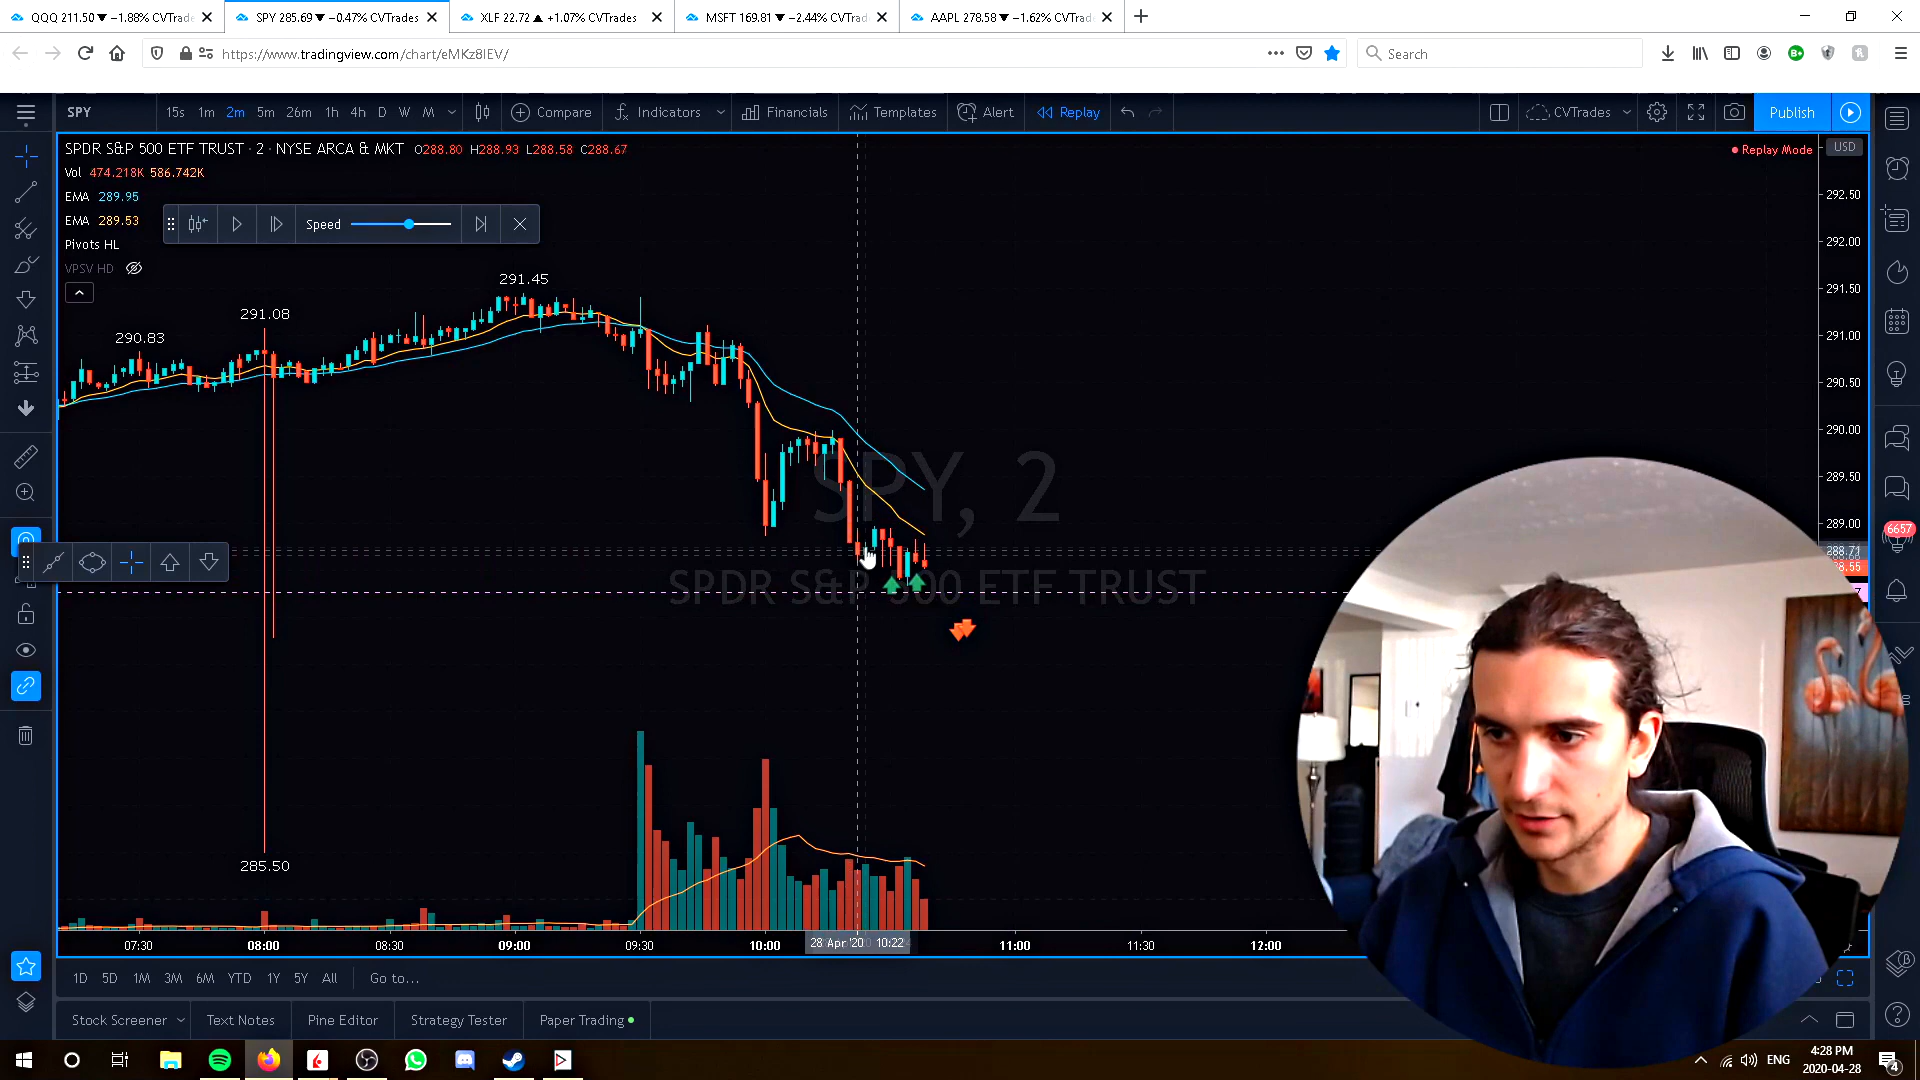 QQQ 211.50 ▼ −1.88% CVTrade
SPY 285.69 ▼ −0.47% CVTrades
XLF 22.72 ▲ +1.07% CVTrades
MSFT 169.81 ▼ −2.44% CVTrad
AAPL 278.58 ▼ −1.62% CVTrad
https://www.tradingview.com/chart/eMKz8IEV/
Search
SPY
15s 1m 2m 5m 26m 1h 4h D W M
Compare
Indicators
Financials
Templates
Alert
Replay
CVTrades
Publish
SPDR S&P 500 ETF TRUST · 2 · NYSE ARCA & MKT O288.80 H288.93 L288.58 C288.67
Replay Mode
USD
Vol 474.218K 586.742K
EMA 289.95
EMA 289.53
Pivots HL
VPSV HD
Speed
291.45
291.08
290.83
285.50
SPY, 2
SPDR S&P 500 ETF TRUST
292.50
292.00
291.50
291.00
290.50
290.00
289.50
289.00
288.71
6657
07:30 08:00 08:30 09:00 09:30 10:00 28 Apr '20 10:22 11:00 11:30 12:00
1D 5D 1M 3M 6M YTD 1Y 5Y All Go to...
Stock Screener
Text Notes
Pine Editor
Strategy Tester
Paper Trading
ENG
4:28 PM
2020-04-28
4